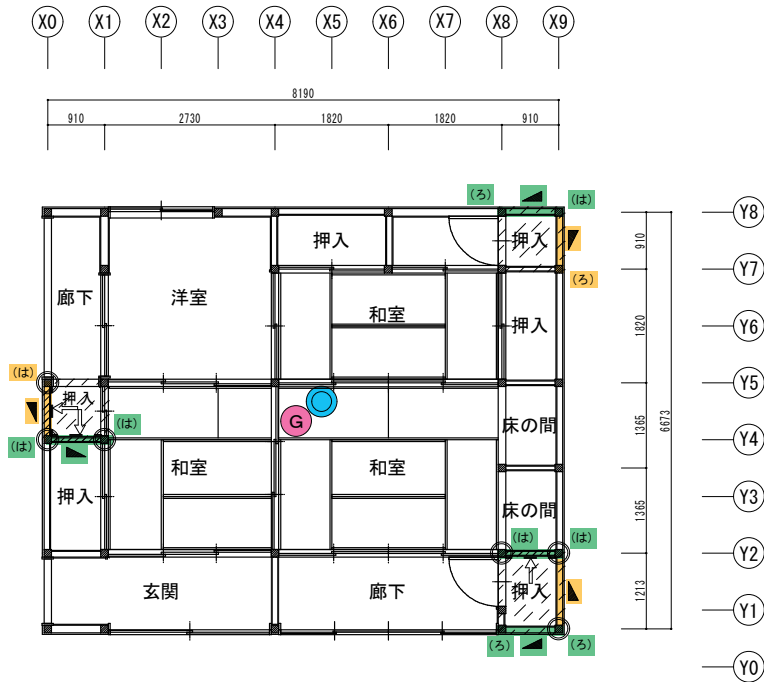 X0 X1 X2 X3 X4 X5 X6 X7 X8 X9
8190
910 2730 1820 1820 910
(ろ) (は) Y8
押入 押入 910
(ろ) Y7
廊下 洋室 和室 押入 1820 Y6
(は) Y5
押入 床の間 1365 6673
(は) (は) G Y4
押入 和室 和室 床の間 1365 Y3
(は) (は) Y2
玄関 廊下 押入 1213 Y1
(ろ) (ろ)
Y0